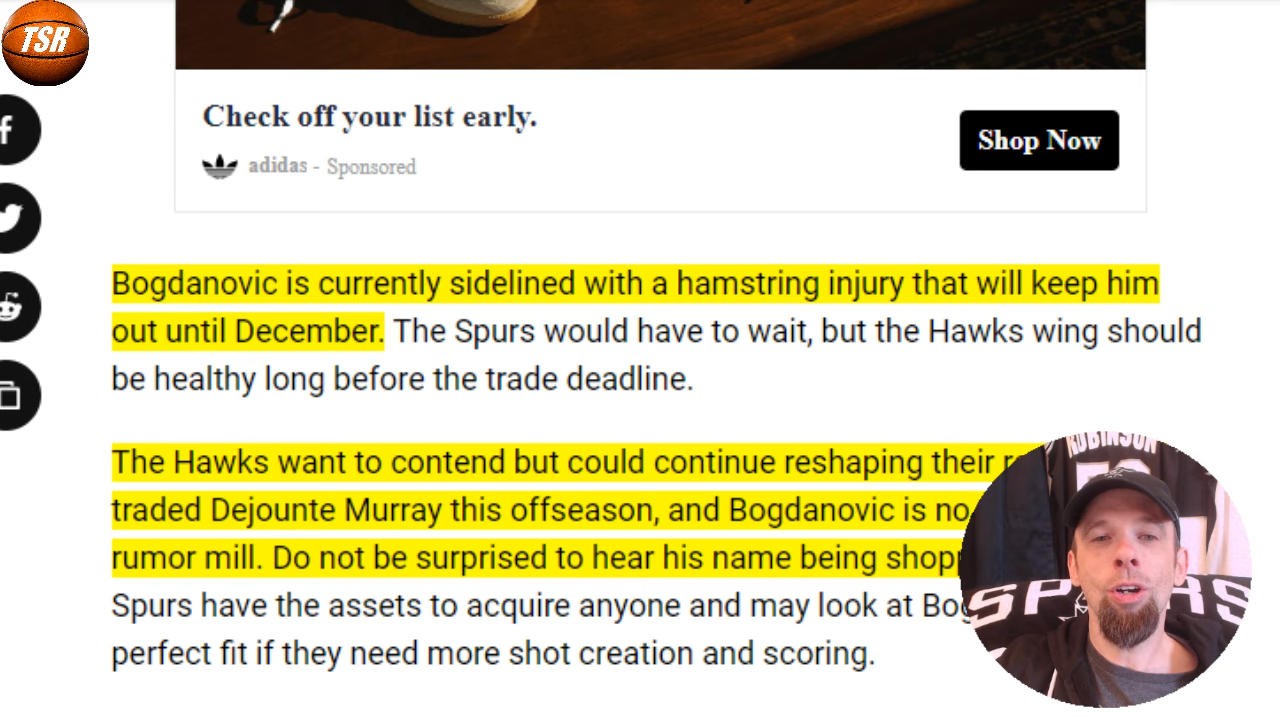 TSR
Check off your list early.
Shop Now
adidas - Sponsored
Bogdanovic is currently sidelined with a hamstring injury that will keep him
out until December. The Spurs would have to wait, but the Hawks wing should
be healthy long before the trade deadline.
The Hawks want to contend but could continue reshaping their
traded Dejounte Murray this offseason, and Bogdanovic is
rumor mill. Do not be surprised to hear his name being
Spurs have the assets to acquire anyone and may look at
perfect fit if they need more shot creation and scoring.
ROBINSON
SPURS